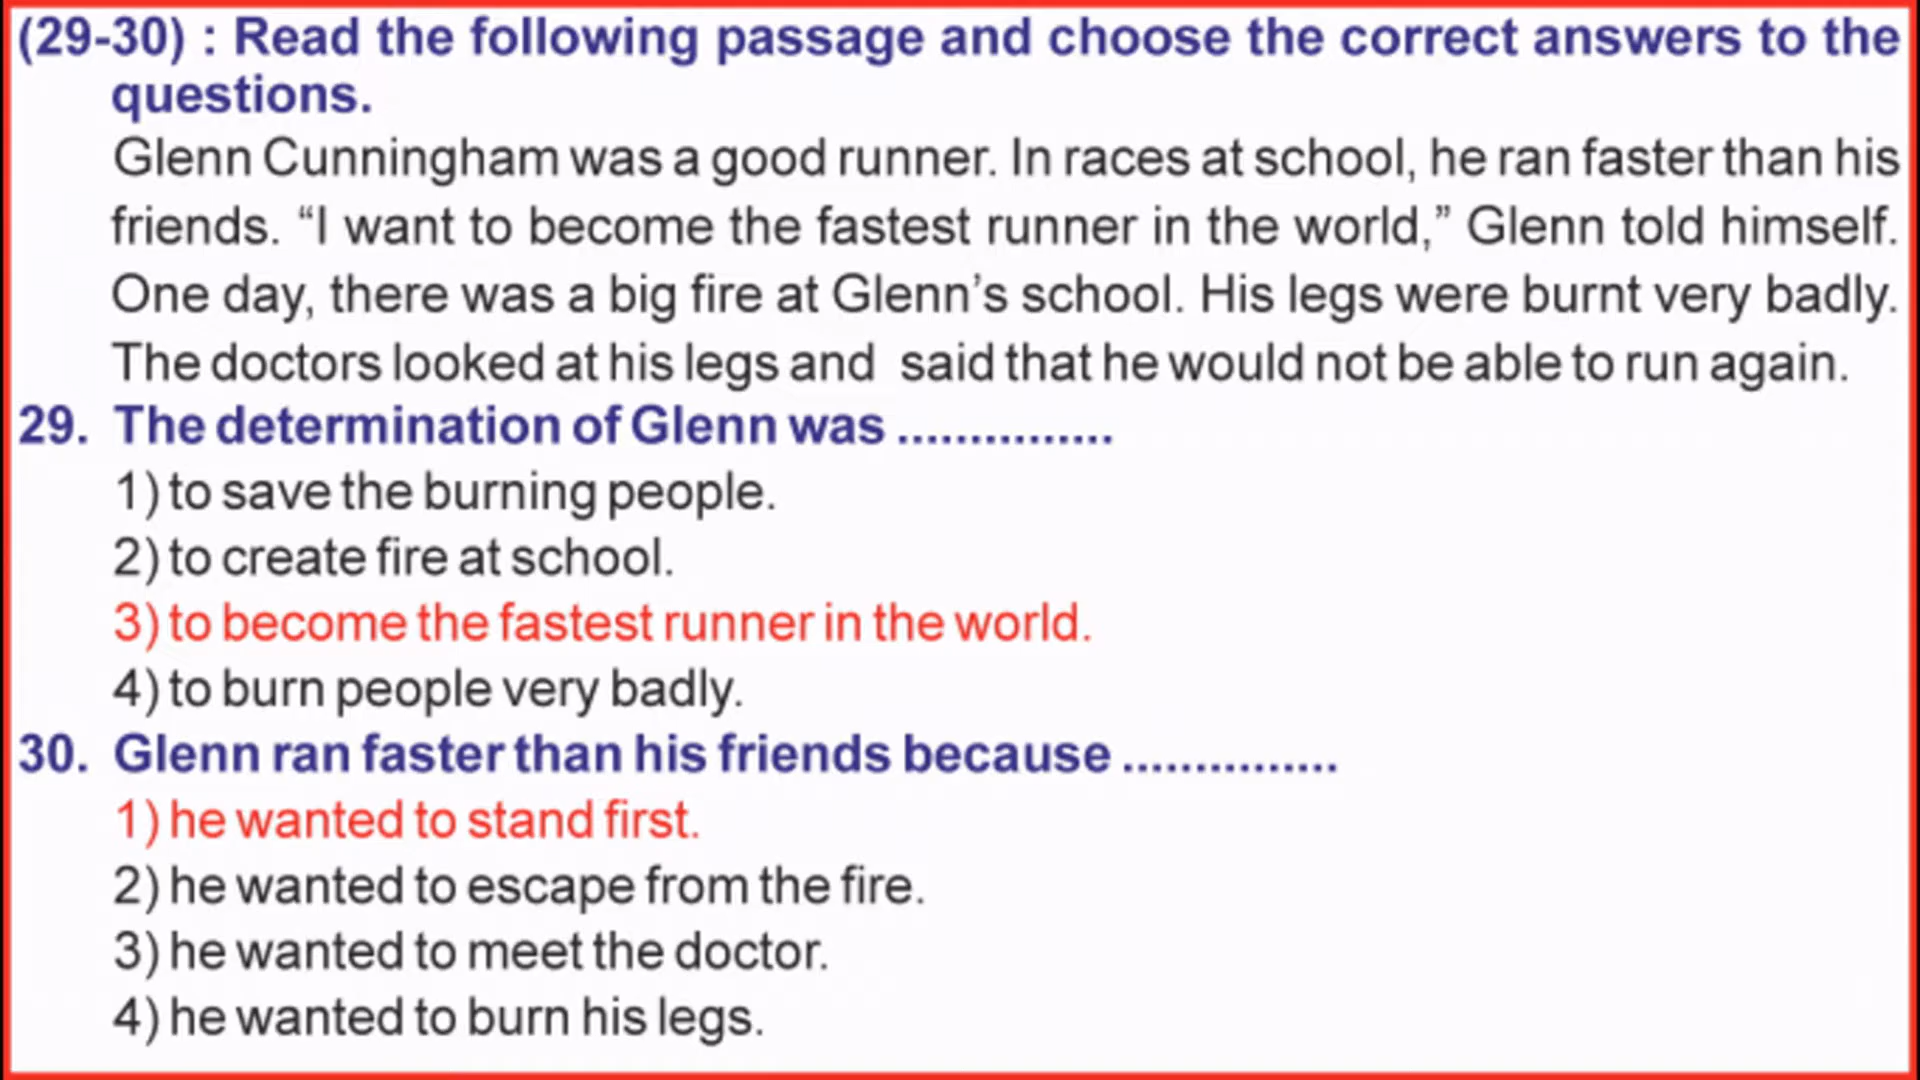 (29-30) : Read the following passage and choose the correct answers to the
questions.
Glenn Cunningham was a good runner. In races at school, he ran faster than his
friends. “I want to become the fastest runner in the world,” Glenn told himself.
One day, there was a big fire at Glenn’s school. His legs were burnt very badly.
The doctors looked at his legs and said that he would not be able to run again.
29. The determination of Glenn was ...............
1) to save the burning people.
2) to create fire at school.
3) to become the fastest runner in the world.
4) to burn people very badly.
30. Glenn ran faster than his friends because ...............
1) he wanted to stand first.
2) he wanted to escape from the fire.
3) he wanted to meet the doctor.
4) he wanted to burn his legs.